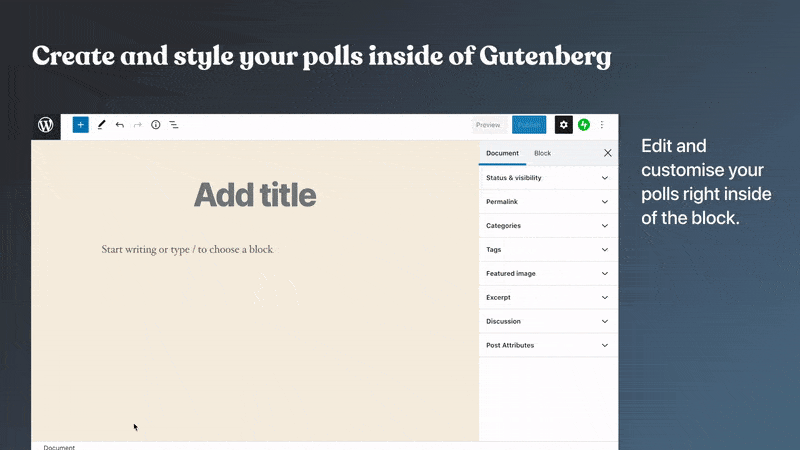 Create and style your polls inside of Gutenberg
Preview
Publish
Document
Block
Add title
Start writing or type / to choose a block
Status & visibility
Permalink
Categories
Tags
Featured image
Excerpt
Discussion
Post Attributes
Document
Edit and
customise your
polls right inside
of the block.